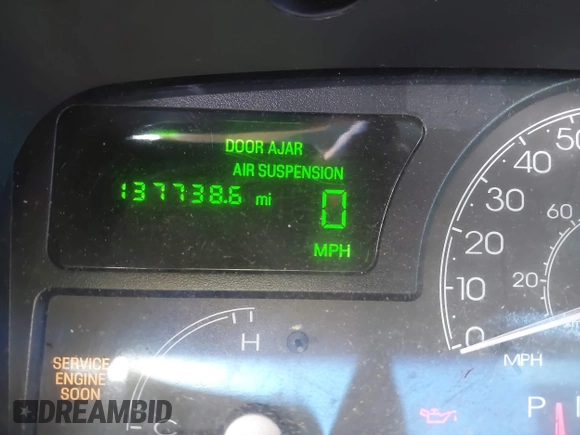 DOOR AJAR
AIR SUSPENSION
137738.6 mi
0
MPH
50
40
30
20
10
0
60
20
MPH
H
C
SERVICE
ENGINE
SOON
P
DREAMBID